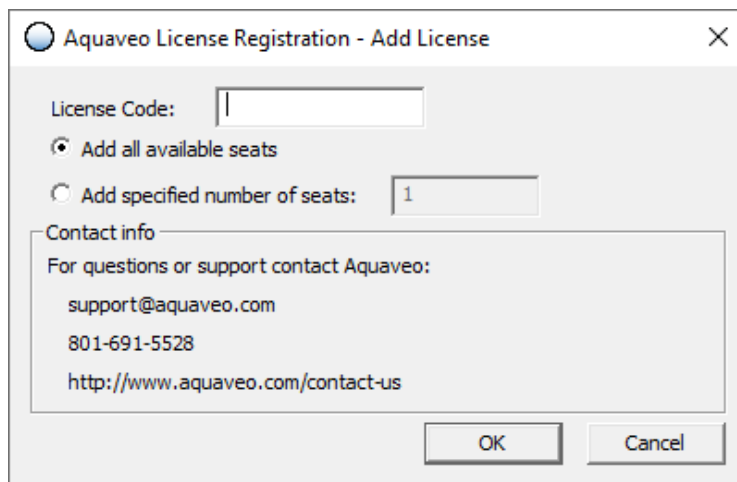 Aquaveo License Registration - Add License
License Code:
Add all available seats
Add specified number of seats: 1
Contact info
For questions or support contact Aquaveo:
support@aquaveo.com
801-691-5528
http://www.aquaveo.com/contact-us
OK Cancel